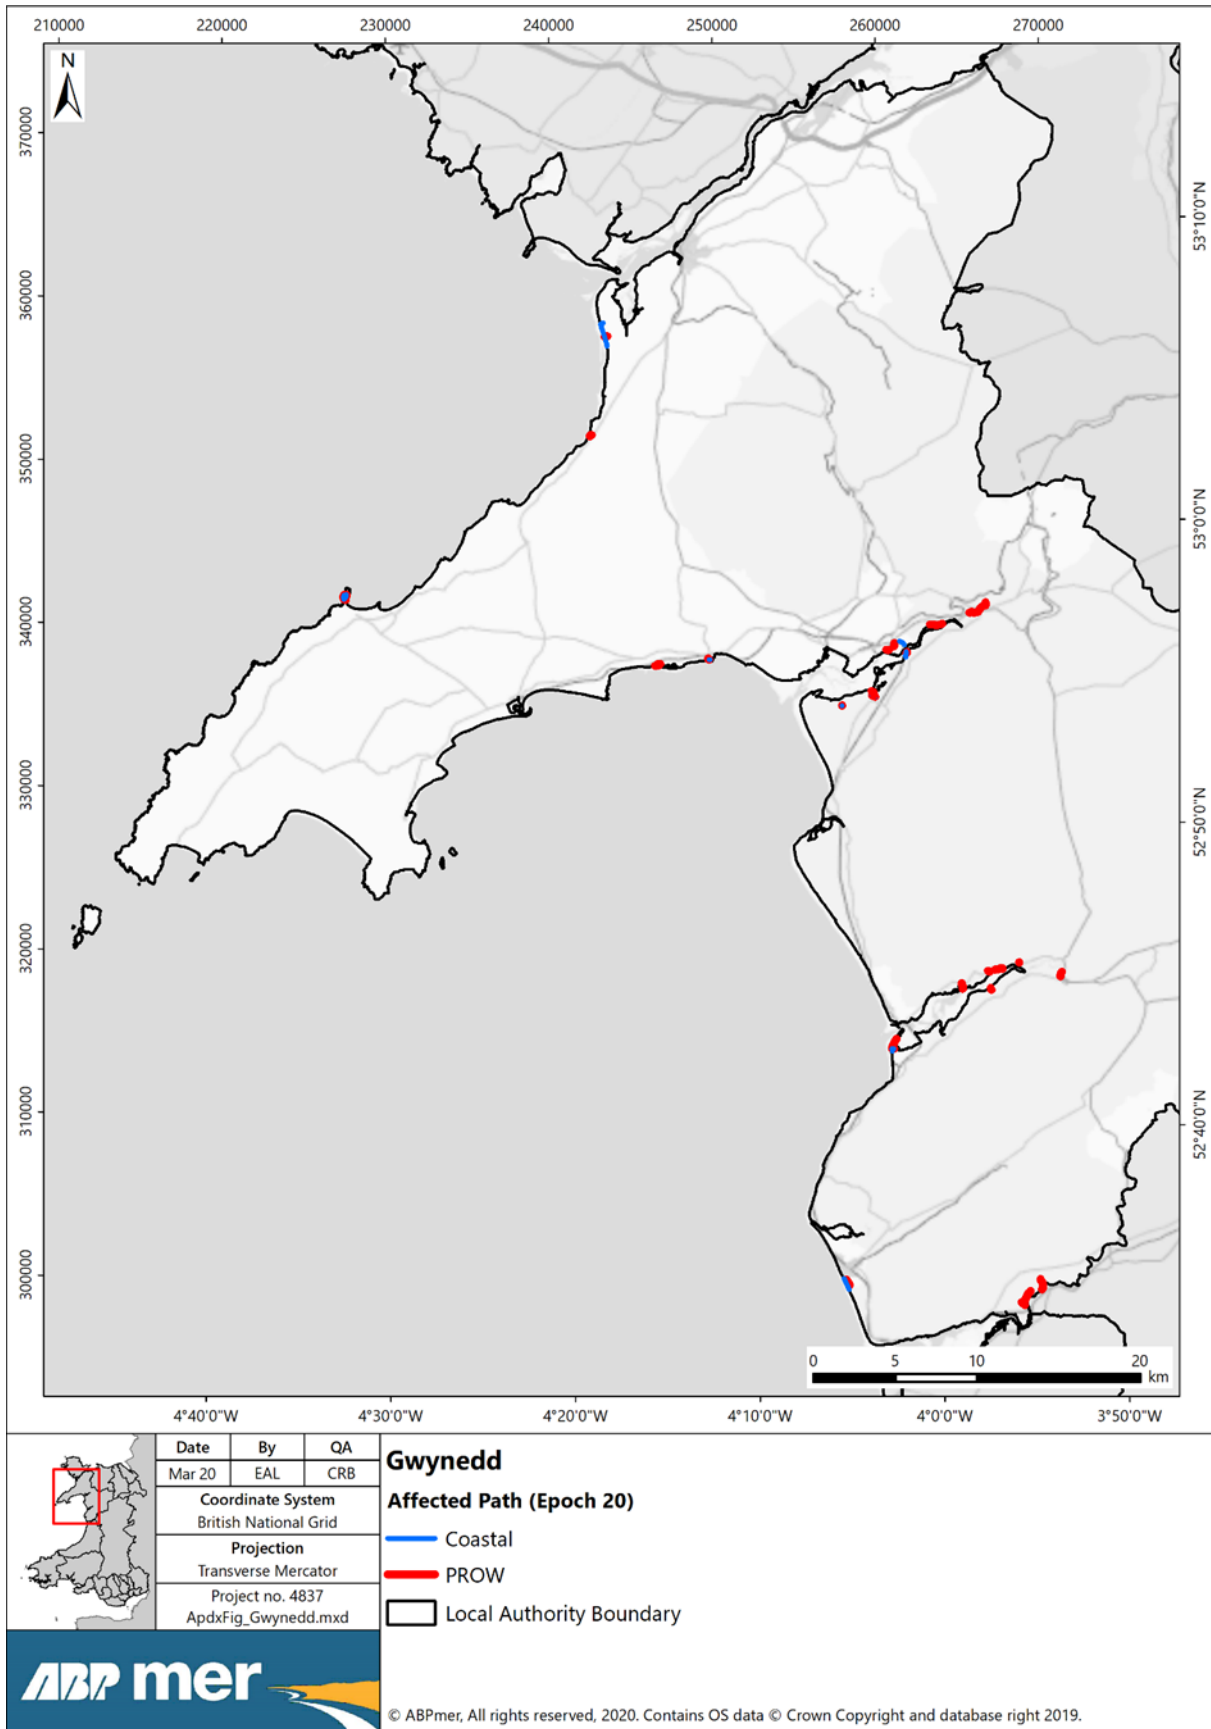 210000 220000 230000 240000 250000 260000 270000
N
370000
360000
350000
340000
330000
320000
310000
300000
53°10'0"N
53°0'0"N
52°50'0"N
52°40'0"N
0 5 10 20
km
4°40'0"W 4°30'0"W 4°20'0"W 4°10'0"W 4°0'0"W 3°50'0"W
Date By QA
Mar 20 EAL CRB
Coordinate System
British National Grid
Projection
Transverse Mercator
Project no. 4837
ApdxFig_Gwynedd.mxd
ABPmer
Gwynedd
Affected Path (Epoch 20)
Coastal
PROW
Local Authority Boundary
© ABPmer, All rights reserved, 2020. Contains OS data © Crown Copyright and database right 2019.